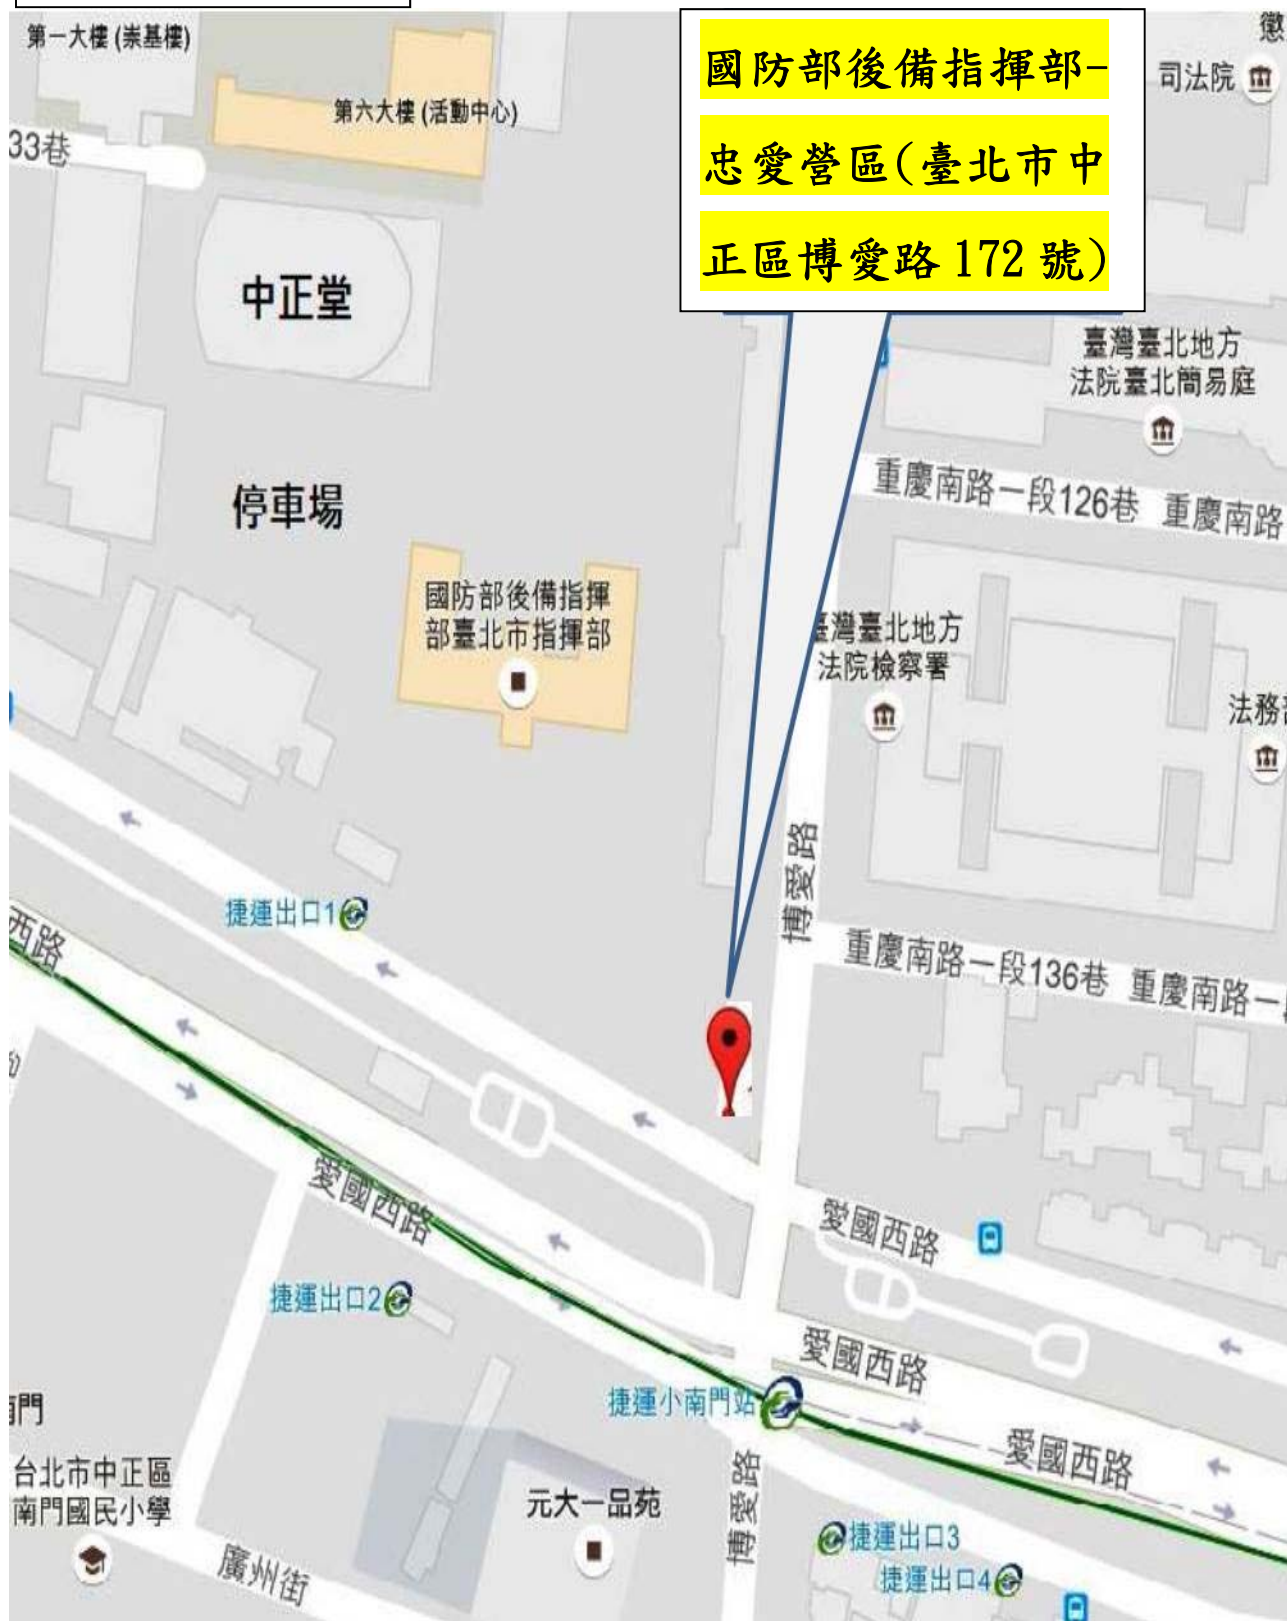 第一大樓 (崇基樓)
第六大樓 (活動中心)
國防部後備指揮部-
忠愛營區(臺北市中
正區博愛路 172 號)
懲
司法院
33巷
中正堂
臺灣臺北地方
法院臺北簡易庭
停車場
重慶南路一段126巷 重慶南路
國防部後備指揮
部臺北市指揮部
臺灣臺北地方
法院檢察署
法務部
博愛路
捷運出口1
西路
重慶南路一段136巷 重慶南路一段
愛國西路
愛國西路
捷運出口2
愛國西路
捷運小南門站
南門
愛國西路
台北市中正區
南門國民小學
元大一品苑
博愛路
捷運出口3
廣州街
捷運出口4